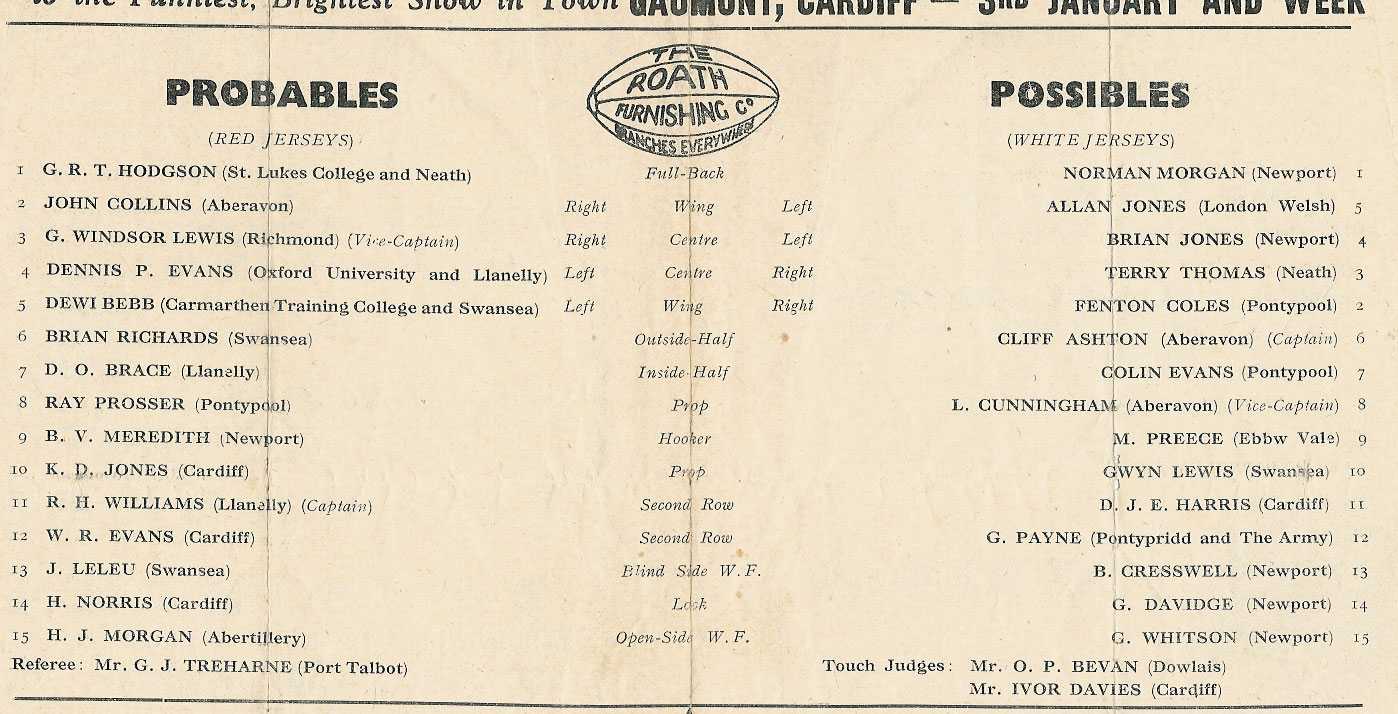 to the Funniest, Brightest Show in Town GAUMONT, CARDIFF — 3RD JANUARY AND WEEK
THE
ROATH
FURNISHING Cº
BRANCHES EVERYWHERE
PROBABLES POSSIBLES
(RED JERSEYS) (WHITE JERSEYS)
1 G. R. T. HODGSON (St. Lukes College and Neath) Full-Back NORMAN MORGAN (Newport) 1
2 JOHN COLLINS (Aberavon) Right Wing Left ALLAN JONES (London Welsh) 5
3 G. WINDSOR LEWIS (Richmond) (Vice-Captain) Right Centre Left BRIAN JONES (Newport) 4
4 DENNIS P. EVANS (Oxford University and Llanelly) Left Centre Right TERRY THOMAS (Neath) 3
5 DEWI BEBB (Carmarthen Training College and Swansea) Left Wing Right FENTON COLES (Pontypool) 2
6 BRIAN RICHARDS (Swansea) Outside-Half CLIFF ASHTON (Aberavon) (Captain) 6
7 D. O. BRACE (Llanelly) Inside-Half COLIN EVANS (Pontypool) 7
8 RAY PROSSER (Pontypool) Prop L. CUNNINGHAM (Aberavon) (Vice-Captain) 8
9 B. V. MEREDITH (Newport) Hooker M. PREECE (Ebbw Vale) 9
10 K. D. JONES (Cardiff) Prop GWYN LEWIS (Swansea) 10
11 R. H. WILLIAMS (Llanelly) (Captain) Second Row D. J. E. HARRIS (Cardiff) 11
12 W. R. EVANS (Cardiff) Second Row G. PAYNE (Pontypridd and The Army) 12
13 J. LELEU (Swansea) Blind Side W.F. B. CRESSWELL (Newport) 13
14 H. NORRIS (Cardiff) Lock G. DAVIDGE (Newport) 14
15 H. J. MORGAN (Abertillery) Open-Side W.F. G. WHITSON (Newport) 15
Referee: Mr. G. J. TREHARNE (Port Talbot) Touch Judges: Mr. O. P. BEVAN (Dowlais)
Mr. IVOR DAVIES (Cardiff)